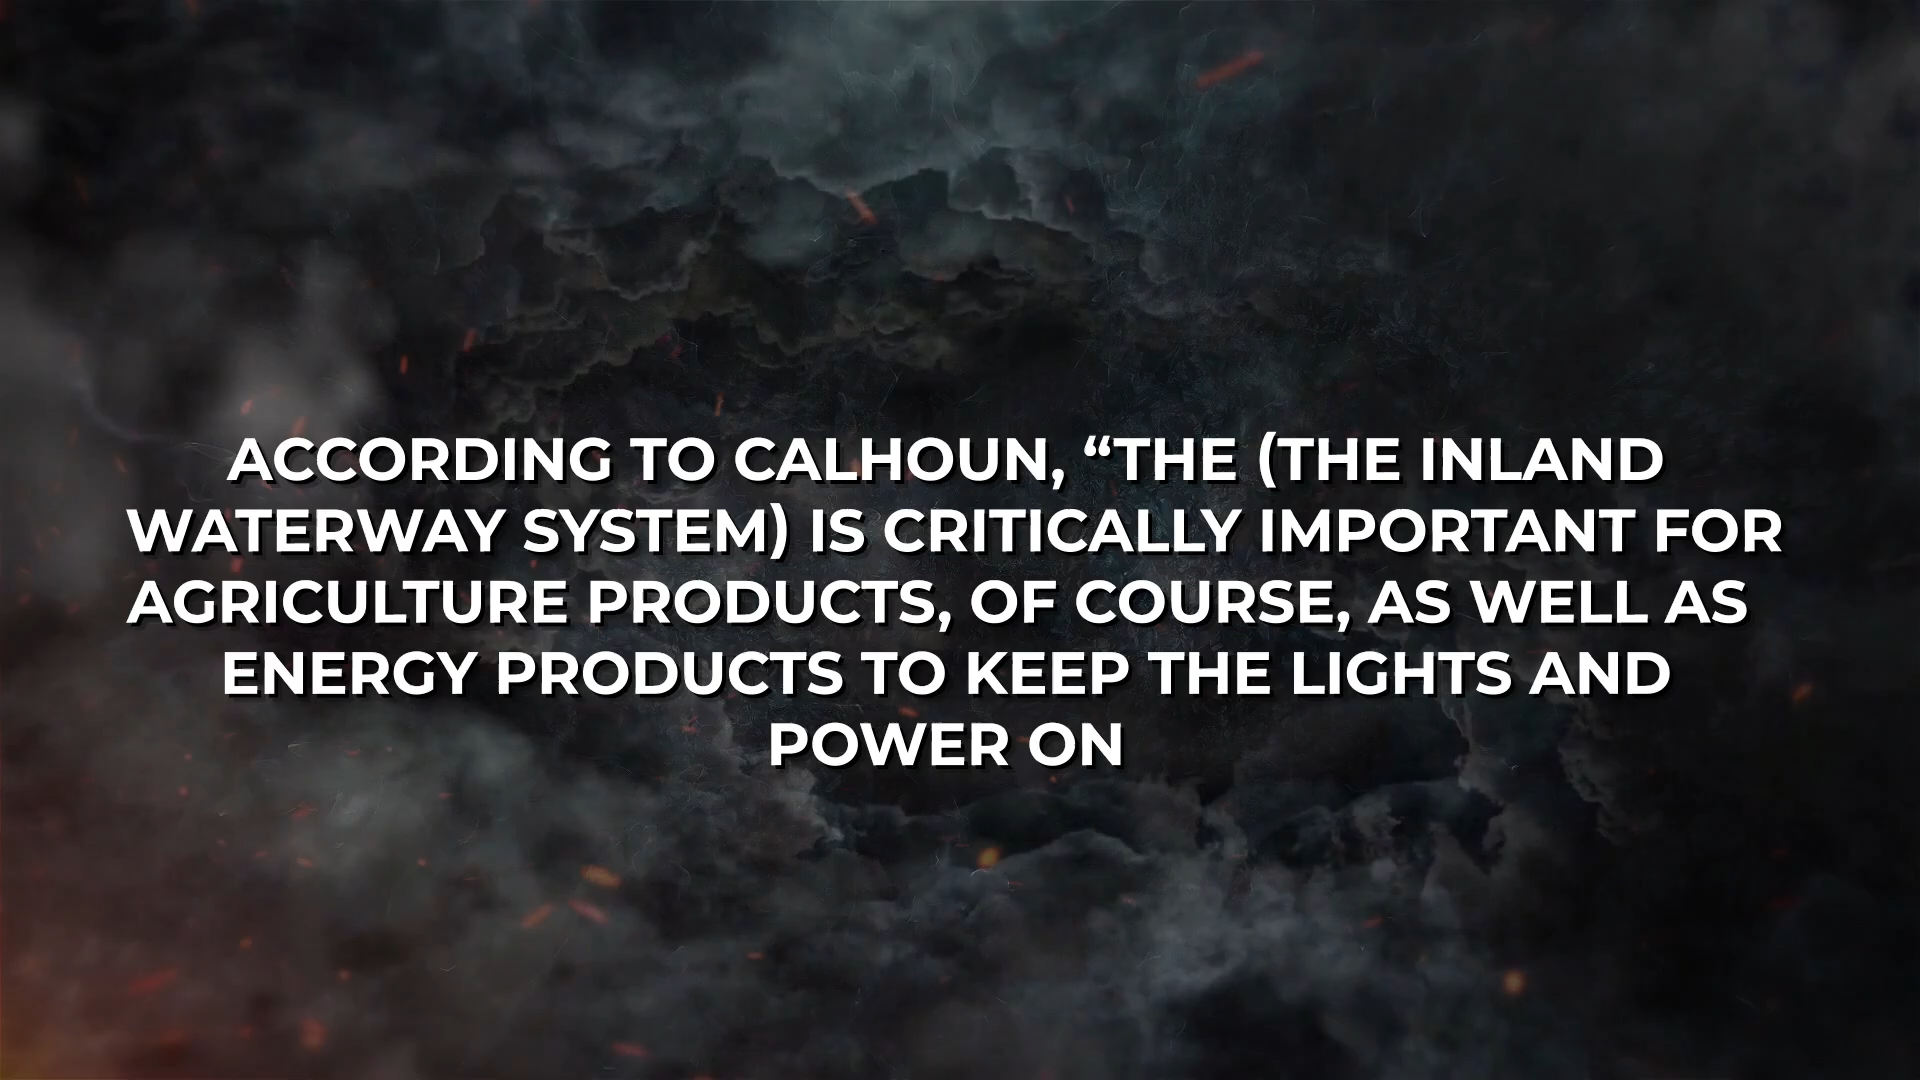 ACCORDING TO CALHOUN, “THE (THE INLAND
WATERWAY SYSTEM) IS CRITICALLY IMPORTANT FOR
AGRICULTURE PRODUCTS, OF COURSE, AS WELL AS
ENERGY PRODUCTS TO KEEP THE LIGHTS AND
POWER ON